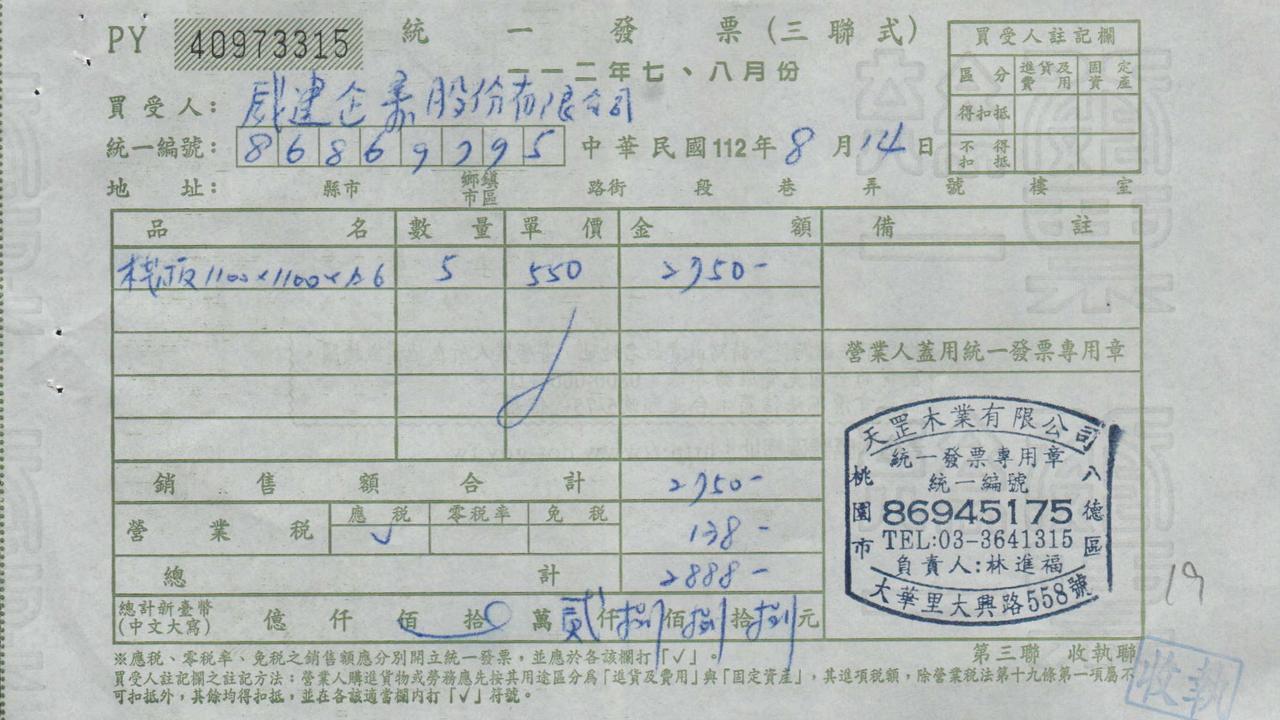 PY 40973315 統一發票(三聯式)
一一二年七、八月份
買受人註記欄
區分 進貨及費用 固定資產
得扣抵
不得扣抵
買受人: 威建企業股份有限公司
統一編號: 86869795 中華民國112年8月14日
地址: 縣市 鄉鎮市區 路街 段 巷 弄 號 樓 室
品名 數量 單價 金額 備註
棧板1100×1100× 5 550 2750-
營業人蓋用統一發票專用章
銷售額合計 2750-
營業稅 應稅 零稅率 免稅 138-
✓
總計 2888-
總計新臺幣(中文大寫) 億 仟 佰 拾 萬 貳仟捌佰捌拾捌元
天罡木業有限公司
統一發票專用章
統一編號
86945175
TEL:03-3641315
負責人:林進福
桃園市
八德區
大華里大興路558號
19
※應稅、零稅率、免稅之銷售額應分別開立統一發票,並應於各該欄打「✓」。
第三聯 收執聯
買受人註記欄之註記方法:營業人購進貨物或勞務應先按其用途區分為「進貨及費用」與「固定資產」,其進項稅額,除營業稅法第十九條第一項屬不
可扣抵外,其餘均得扣抵,並在各該適當欄內打「✓」符號。
收執